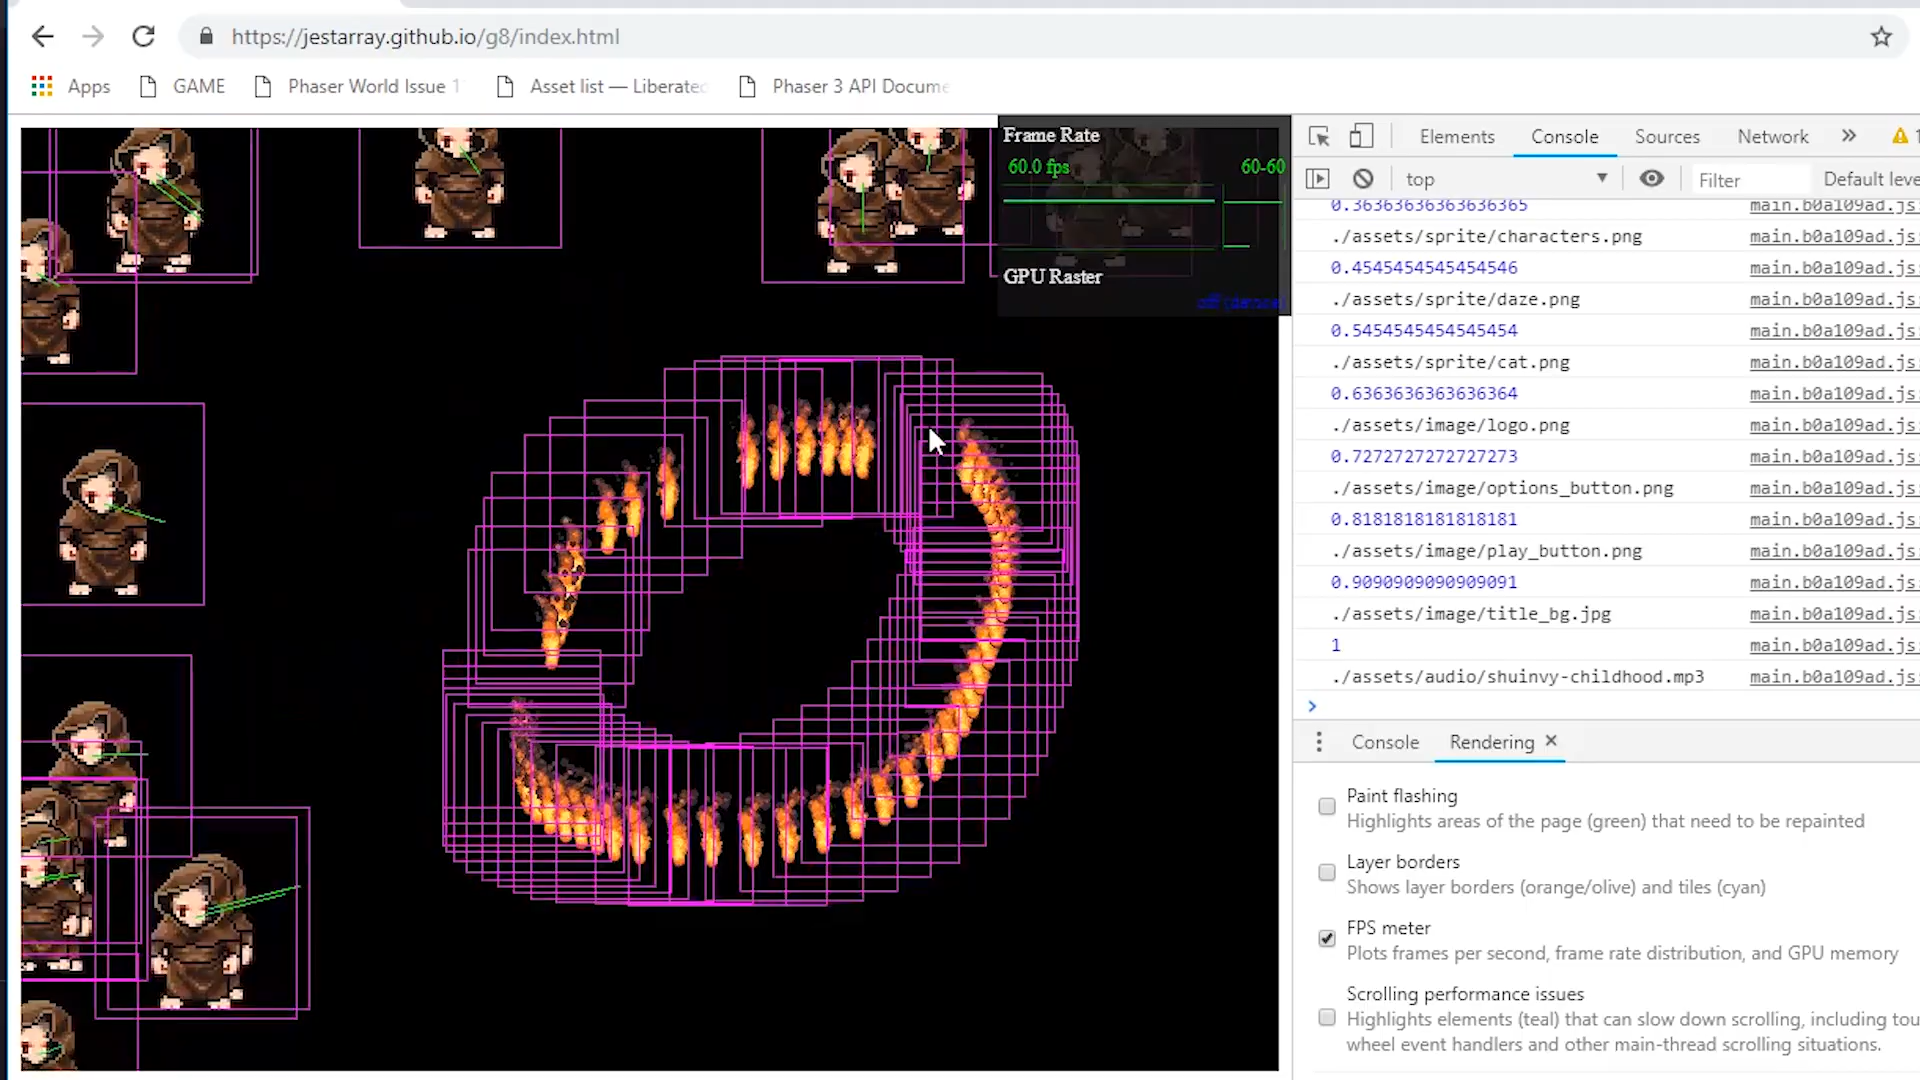 https://jestarray.github.io/g8/index.html
Apps GAME Phaser World Issue 1 Asset list — Liberated Phaser 3 API Docume
Frame Rate
60.0 fps 60-60
GPU Raster
Elements Console Sources Network » 1
top Filter Default leve
0.36363636363636365 main.b0a109ad.js:
./assets/sprite/characters.png main.b0a109ad.js:
0.4545454545454546 main.b0a109ad.js:
./assets/sprite/daze.png main.b0a109ad.js:
0.5454545454545454 main.b0a109ad.js:
./assets/sprite/cat.png main.b0a109ad.js:
0.6363636363636364 main.b0a109ad.js:
./assets/image/logo.png main.b0a109ad.js:
0.7272727272727273 main.b0a109ad.js:
./assets/image/options_button.png main.b0a109ad.js:
0.8181818181818181 main.b0a109ad.js:
./assets/image/play_button.png main.b0a109ad.js:
0.9090909090909091 main.b0a109ad.js:
./assets/image/title_bg.jpg main.b0a109ad.js:
1 main.b0a109ad.js:
./assets/audio/shuinvy-childhood.mp3 main.b0a109ad.js:
Console Rendering ×
Paint flashing
Highlights areas of the page (green) that need to be repainted
Layer borders
Shows layer borders (orange/olive) and tiles (cyan)
FPS meter
Plots frames per second, frame rate distribution, and GPU memory
Scrolling performance issues
Highlights elements (teal) that can slow down scrolling, including tou
wheel event handlers and other main-thread scrolling situations.